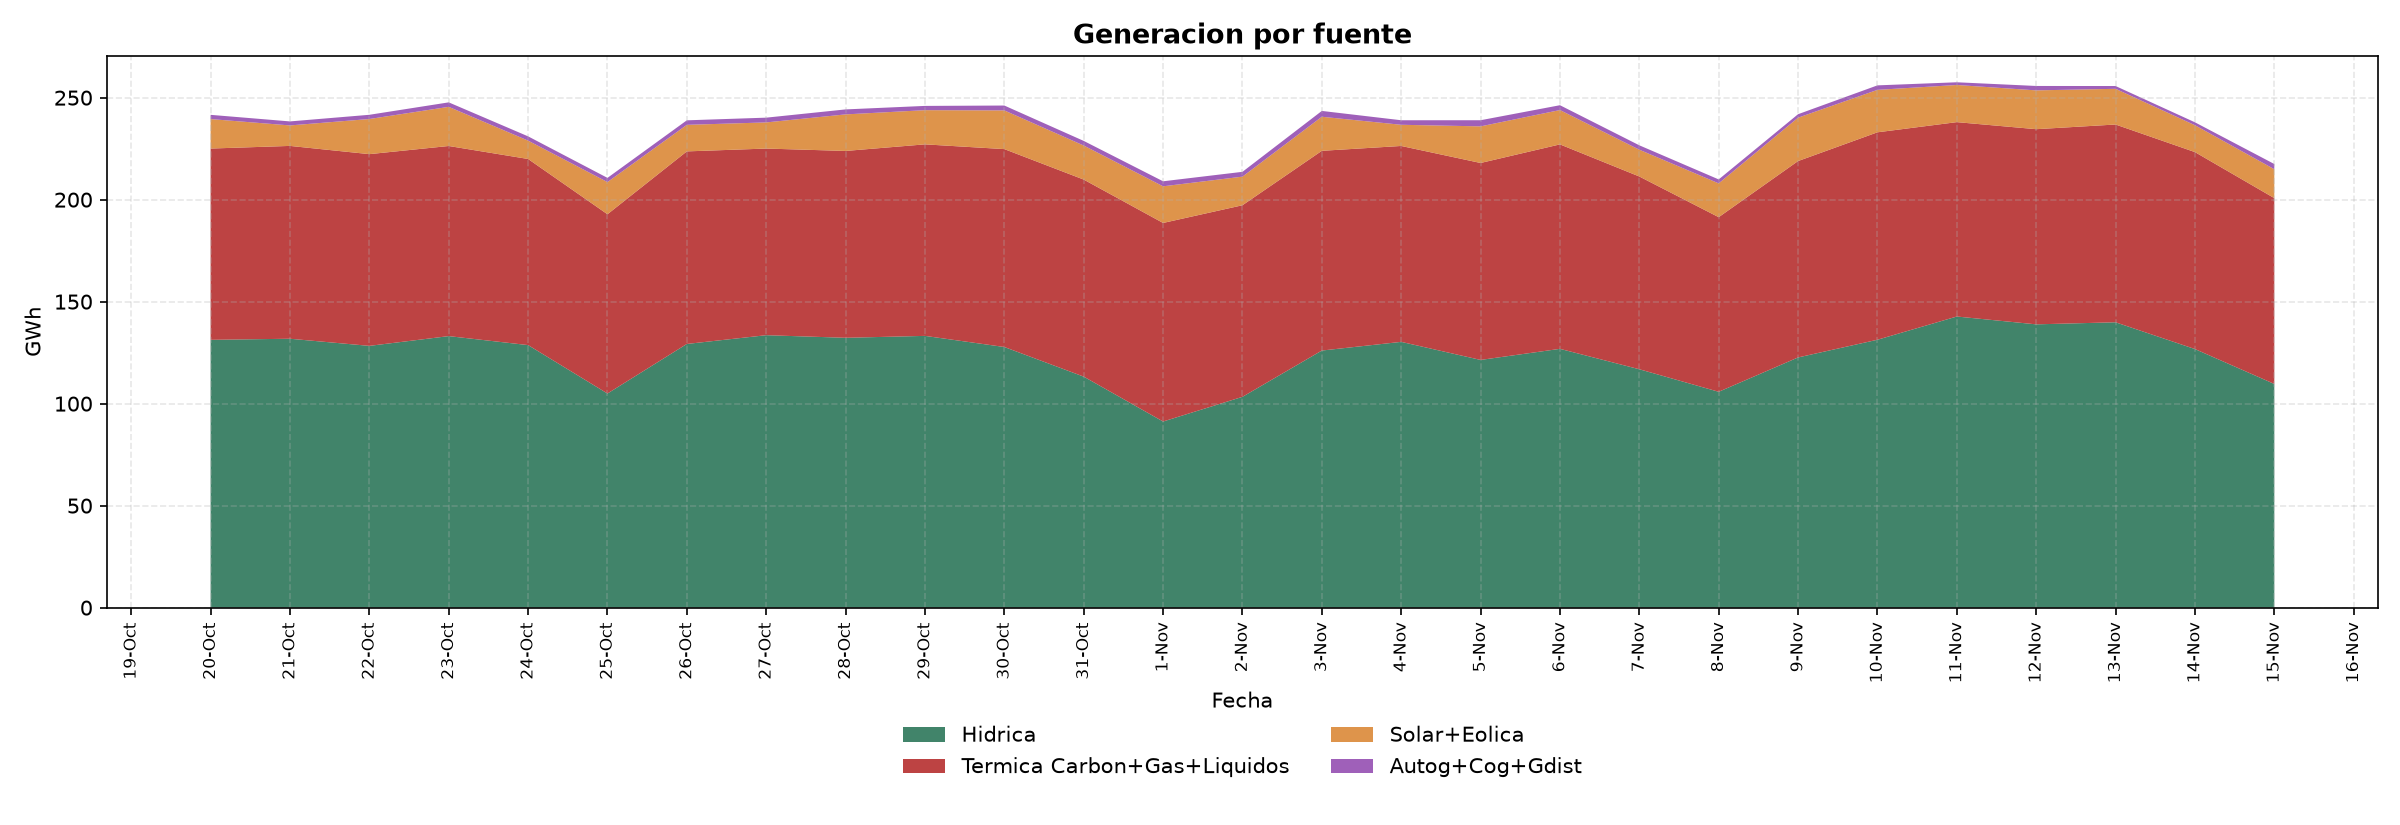 Generacion por fuente
GWh
250
200
150
100
50
0
19-Oct
20-Oct
21-Oct
22-Oct
23-Oct
24-Oct
25-Oct
26-Oct
27-Oct
28-Oct
29-Oct
30-Oct
31-Oct
1-Nov
2-Nov
3-Nov
4-Nov
5-Nov
6-Nov
7-Nov
8-Nov
9-Nov
10-Nov
11-Nov
12-Nov
13-Nov
14-Nov
15-Nov
16-Nov
Fecha
Hidrica
Termica Carbon+Gas+Liquidos
Solar+Eolica
Autog+Cog+Gdist